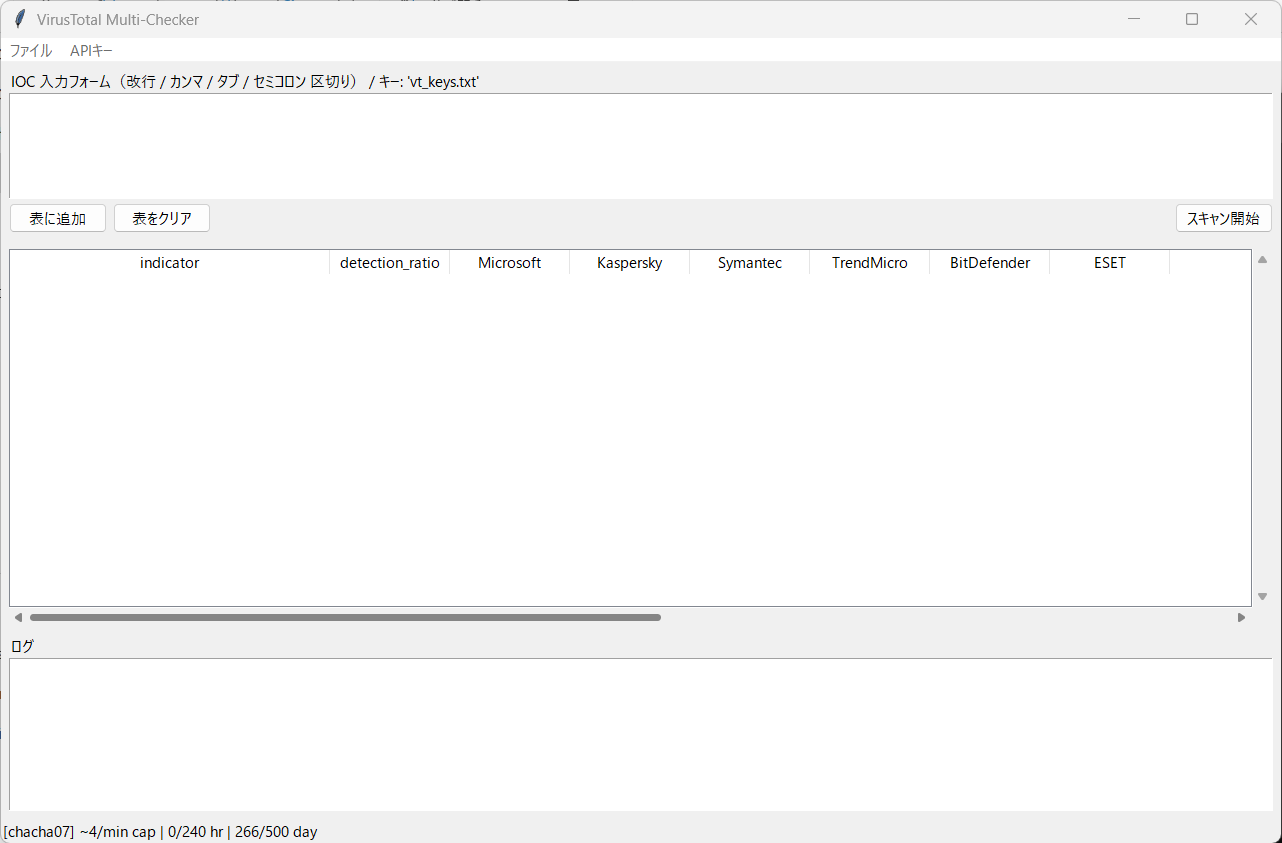 VirusTotal Multi-Checker
ファイル APIキー
IOC 入力フォーム（改行 / カンマ / タブ / セミコロン 区切り） / キー: 'vt_keys.txt'
表に追加 表をクリア スキャン開始
indicator detection_ratio Microsoft Kaspersky Symantec TrendMicro BitDefender ESET
ログ
[chacha07] ~4/min cap | 0/240 hr | 266/500 day